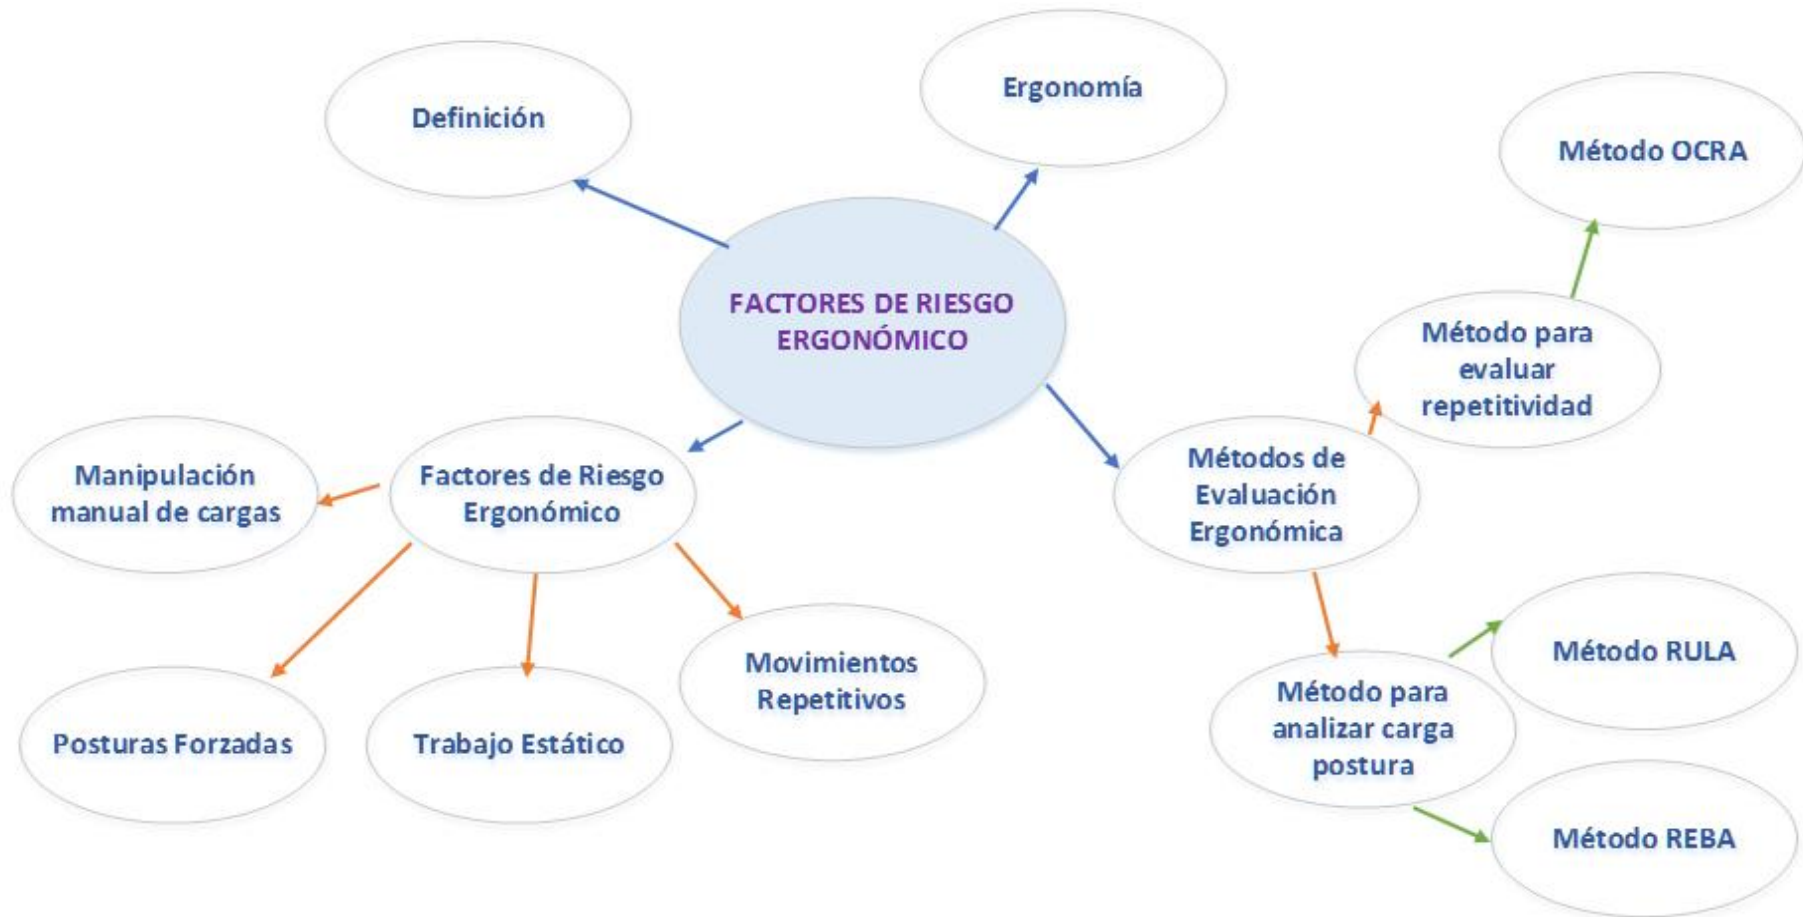 Definición
Ergonomía
Método OCRA
FACTORES DE RIESGO
ERGONÓMICO
Método para
evaluar
repetitividad
Manipulación
manual de cargas
Factores de Riesgo
Ergonómico
Métodos de
Evaluación
Ergonómica
Posturas Forzadas
Trabajo Estático
Movimientos
Repetitivos
Método para
analizar carga
postura
Método RULA
Método REBA